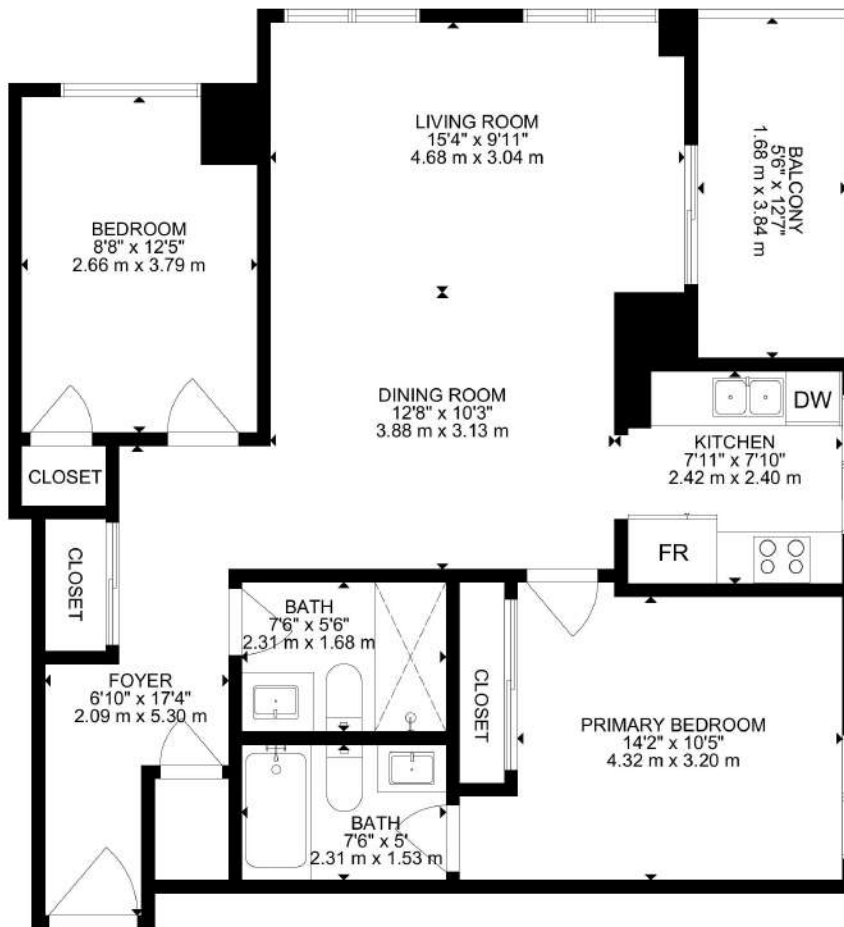 LIVING ROOM
15'4" x 9'11"
4.68 m x 3.04 m
BALCONY
5'6" x 12'7"
1.68 m x 3.84 m
BEDROOM
8'8" x 12'5"
2.66 m x 3.79 m
DINING ROOM
12'8" x 10'3"
3.88 m x 3.13 m
DW
KITCHEN
7'11" x 7'10"
2.42 m x 2.40 m
CLOSET
FR
CLOSET
BATH
7'6" x 5'6"
2.31 m x 1.68 m
CLOSET
FOYER
6'10" x 17'4"
2.09 m x 5.30 m
PRIMARY BEDROOM
14'2" x 10'5"
4.32 m x 3.20 m
BATH
7'6" x 5'
2.31 m x 1.53 m